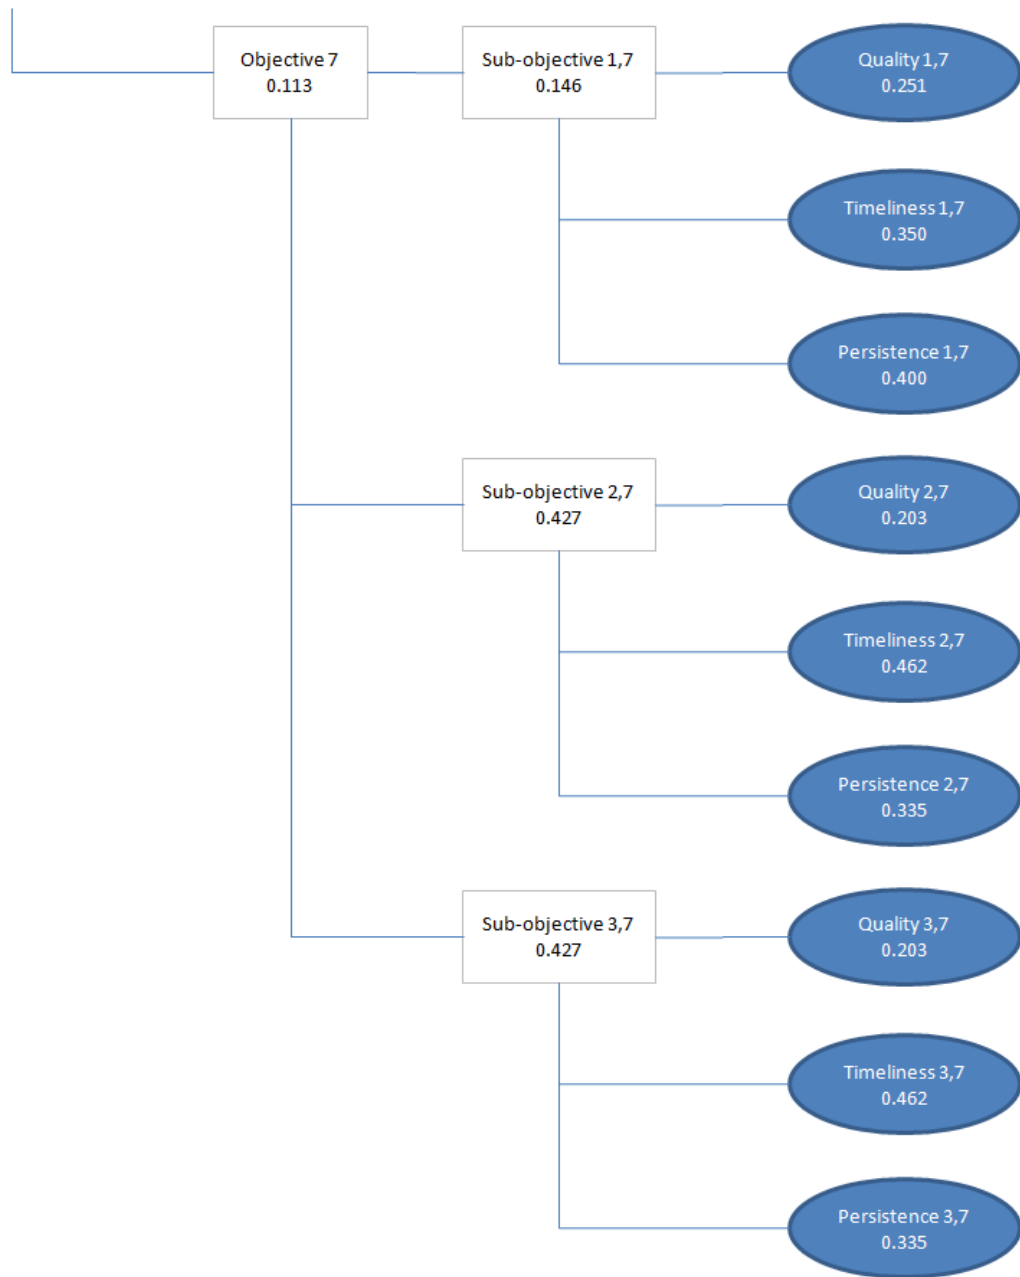 Objective 7
0.113
Sub-objective 1,7
0.146
Quality 1,7
0.251
Timeliness 1,7
0.350
Persistence 1,7
0.400
Sub-objective 2,7
0.427
Quality 2,7
0.203
Timeliness 2,7
0.462
Persistence 2,7
0.335
Sub-objective 3,7
0.427
Quality 3,7
0.203
Timeliness 3,7
0.462
Persistence 3,7
0.335